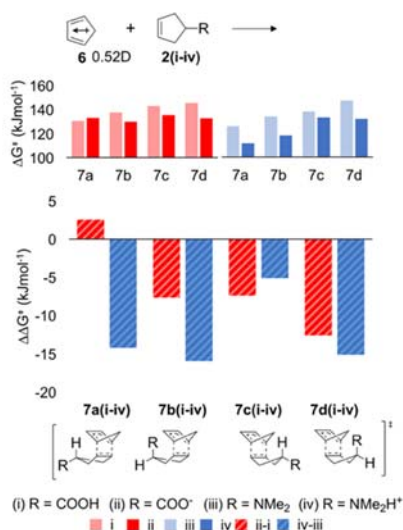 R
+
6 0.52D 2(i-iv)
ΔG‡ (kJmol⁻¹)
160
140
120
100
7a 7b 7c 7d 7a 7b 7c 7d
ΔΔG‡ (kJmol⁻¹)
5
0
-5
-10
-15
-20
7a(i-iv) 7b(i-iv) 7c(i-iv) 7d(i-iv)
H R R H
R H H R
‡
(i) R = COOH (ii) R = COO⁻ (iii) R = NMe₂ (iv) R = NMe₂H⁺
i ii iii iv ii-i iv-iii